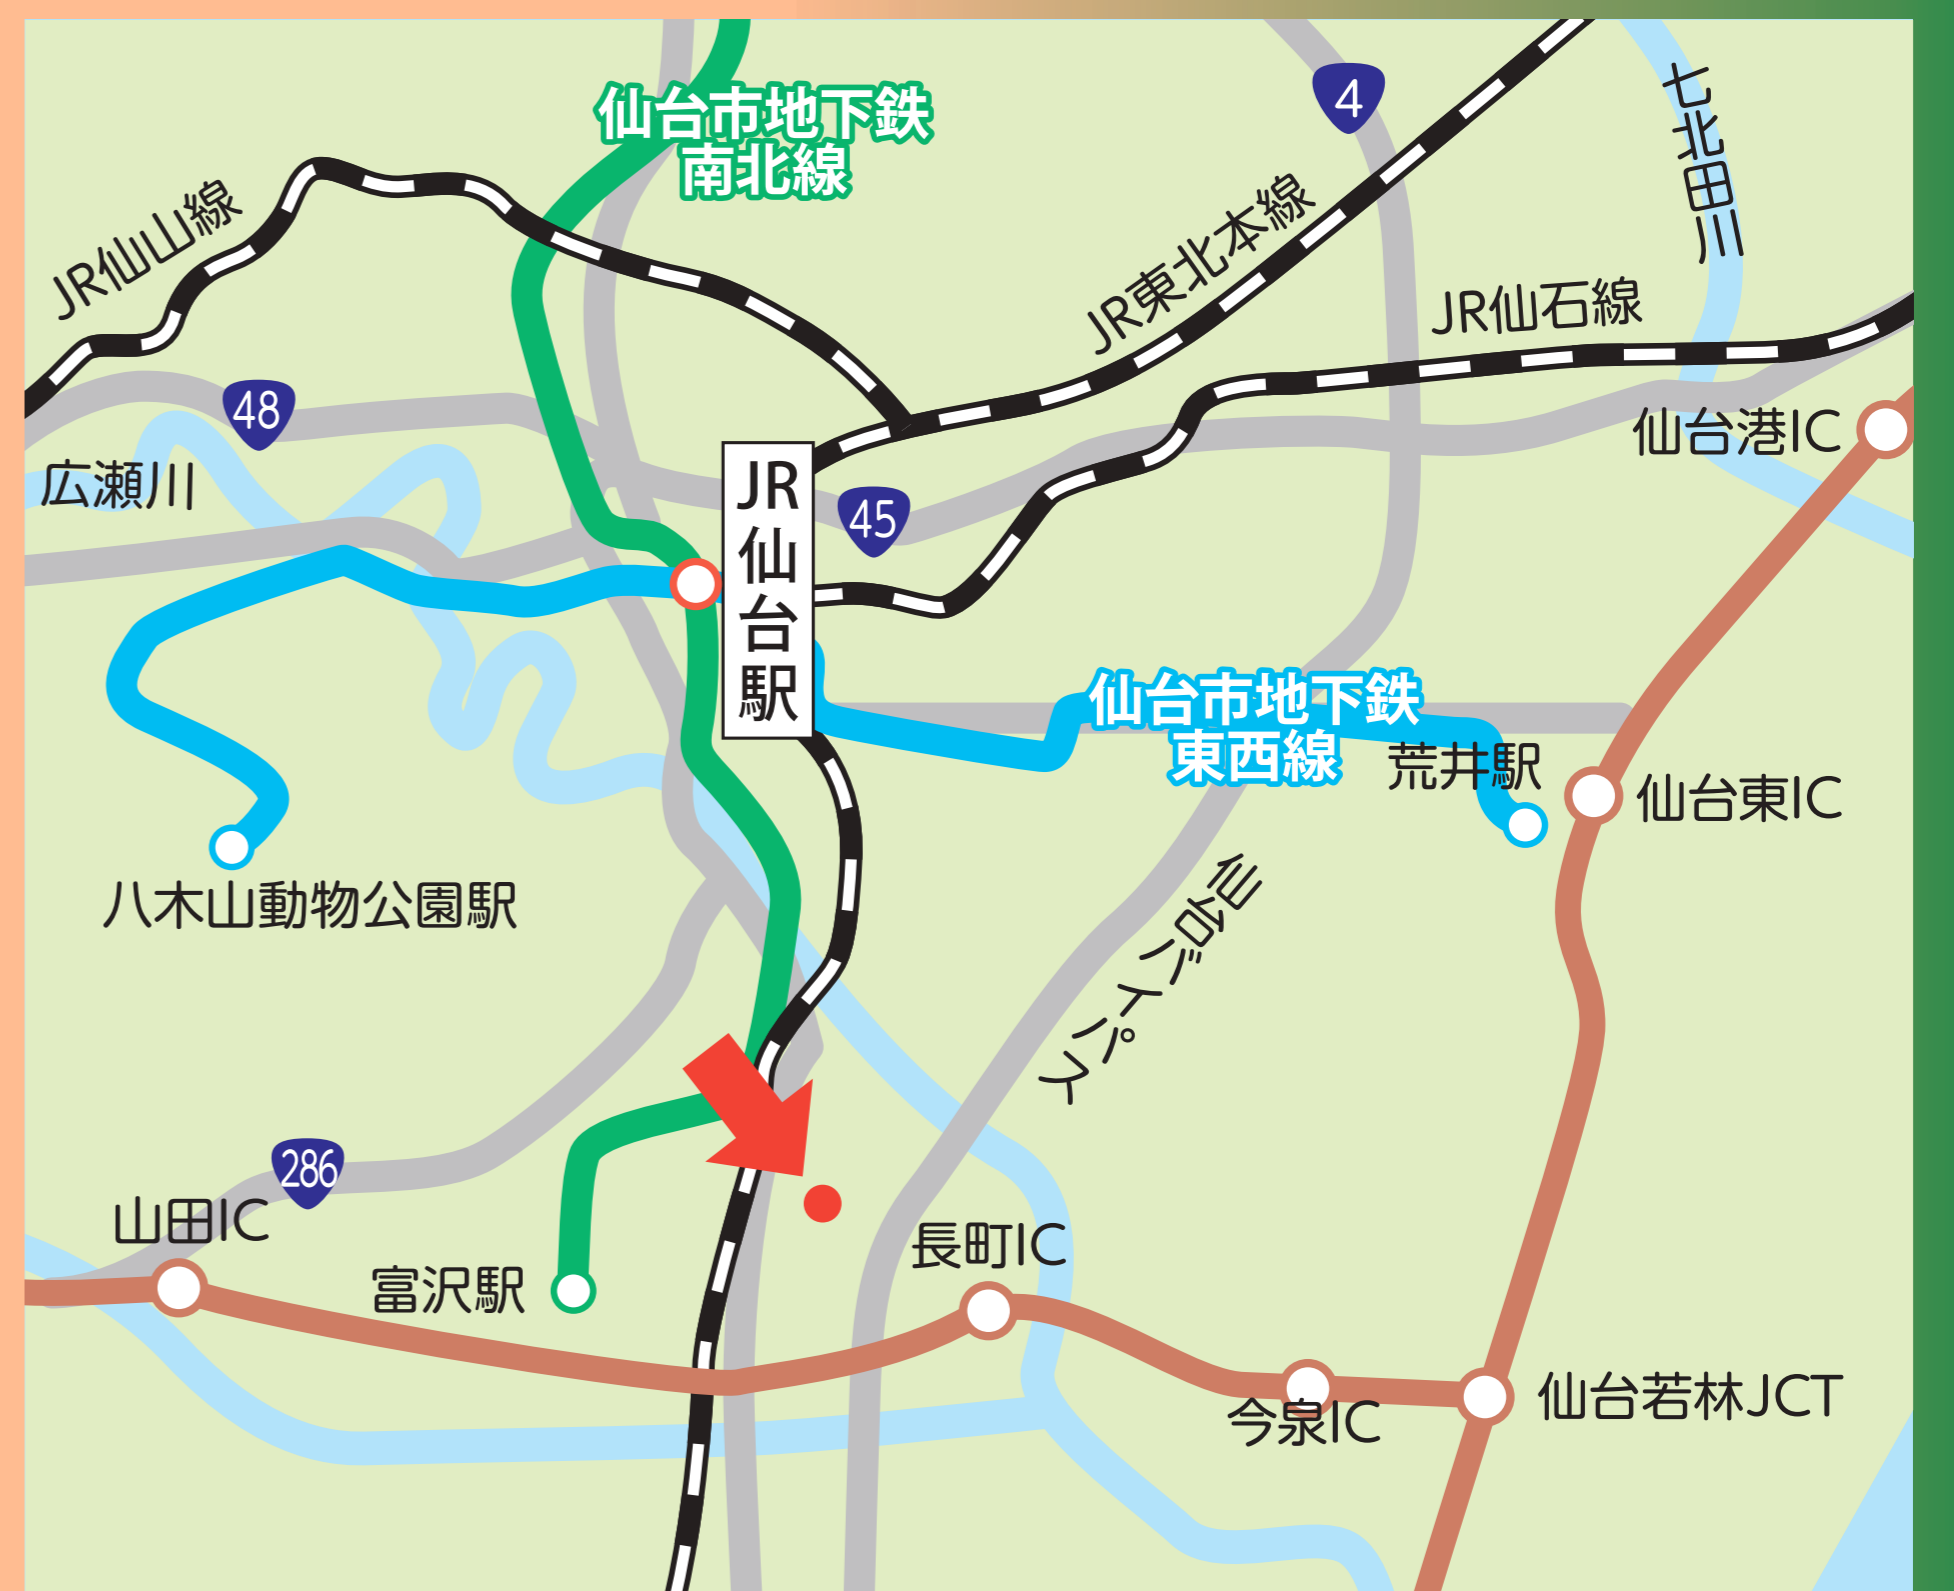 仙台市地下鉄
南北線
4
七北田川
JR仙山線
JR東北本線
JR仙石線
48
仙台港IC
広瀬川
JR仙台駅
45
仙台市地下鉄
東西線
荒井駅
仙台東IC
八木山動物公園駅
仙台バイパス
286
山田IC
長町IC
富沢駅
今泉IC
仙台若林JCT